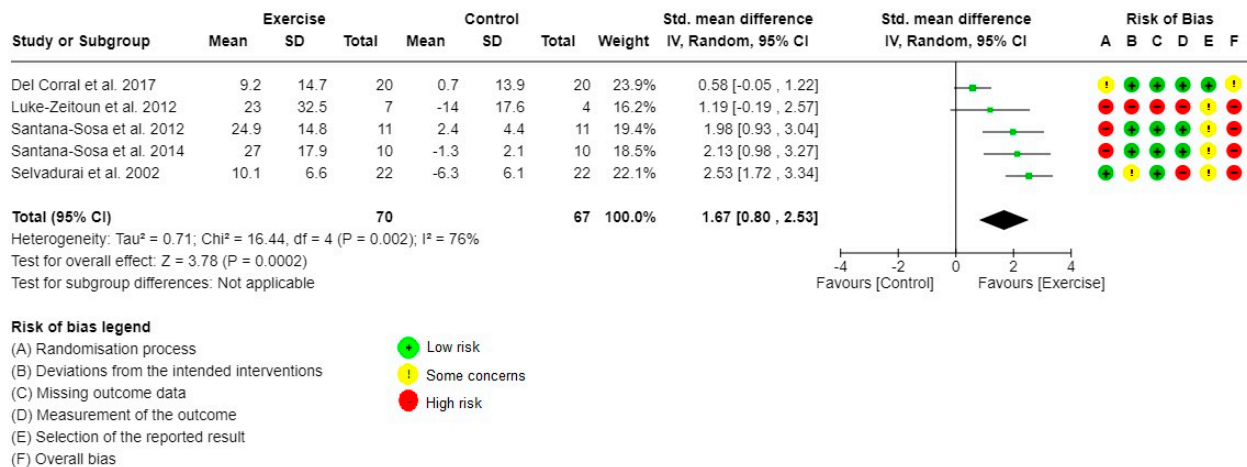 Exercise Control Std. mean difference Std. mean difference Risk of Bias
Study or Subgroup Mean SD Total Mean SD Total Weight IV, Random, 95% CI IV, Random, 95% CI A B C D E F
Del Corral et al. 2017 9.2 14.7 20 0.7 13.9 20 23.9% 0.58 [-0.05 , 1.22] ! + + + + !
Luke-Zeitoun et al. 2012 23 32.5 7 -14 17.6 4 16.2% 1.19 [-0.19 , 2.57] - - - - ! -
Santana-Sosa et al. 2012 24.9 14.8 11 2.4 4.4 11 19.4% 1.98 [0.93 , 3.04] - + + + ! -
Santana-Sosa et al. 2014 27 17.9 10 -1.3 2.1 10 18.5% 2.13 [0.98 , 3.27] - + + + ! -
Selvadurai et al. 2002 10.1 6.6 22 -6.3 6.1 22 22.1% 2.53 [1.72 , 3.34] + ! + - ! -
Total (95% CI) 70 67 100.0% 1.67 [0.80 , 2.53]
Heterogeneity: Tau² = 0.71; Chi² = 16.44, df = 4 (P = 0.002); I² = 76%
Test for overall effect: Z = 3.78 (P = 0.0002)
Test for subgroup differences: Not applicable
-4 -2 0 2 4
Favours [Control] Favours [Exercise]
Risk of bias legend
(A) Randomisation process
(B) Deviations from the intended interventions
(C) Missing outcome data
(D) Measurement of the outcome
(E) Selection of the reported result
(F) Overall bias
+ Low risk
! Some concerns
- High risk